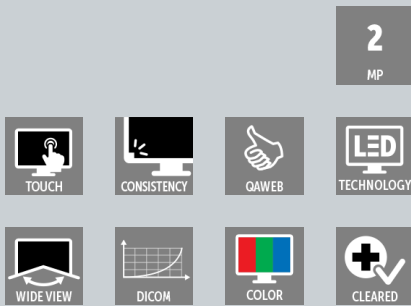 2
MP
TOUCH
CONSISTENCY
QAWEB
LED
TECHNOLOGY
WIDE VIEW
DICOM
COLOR
CLEARED